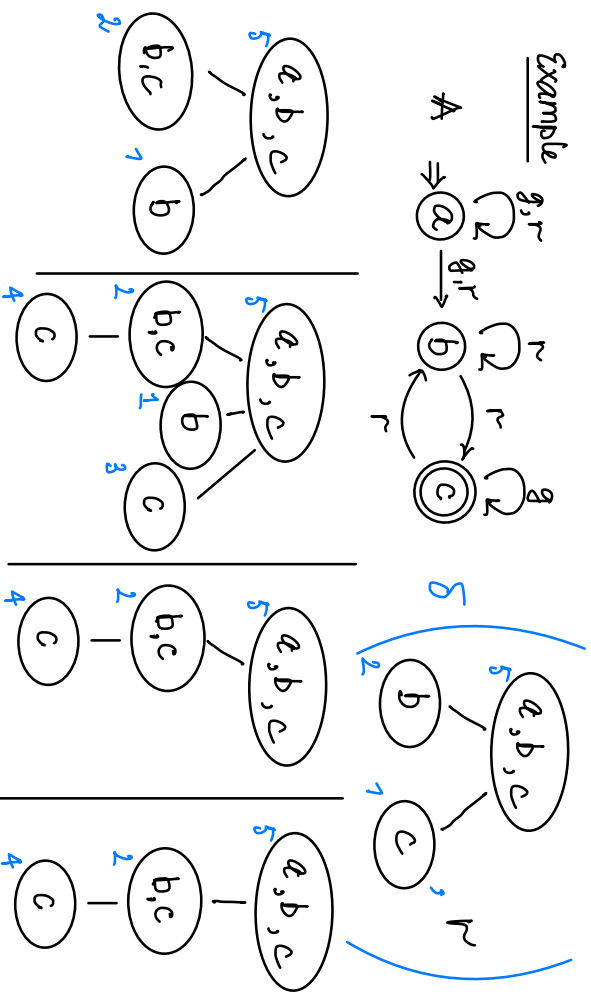 Example
g,r r g
𝔸 a g,r b r c
r
δ ( 5 a,b,c
2 b 1 c , r )
5 a,b,c
2 b,c 1 b
5 a,b,c
2 b,c 1 b 3 c
4 c
5 a,b,c
2 b,c
4 c
5 a,b,c
2 b,c
4 c